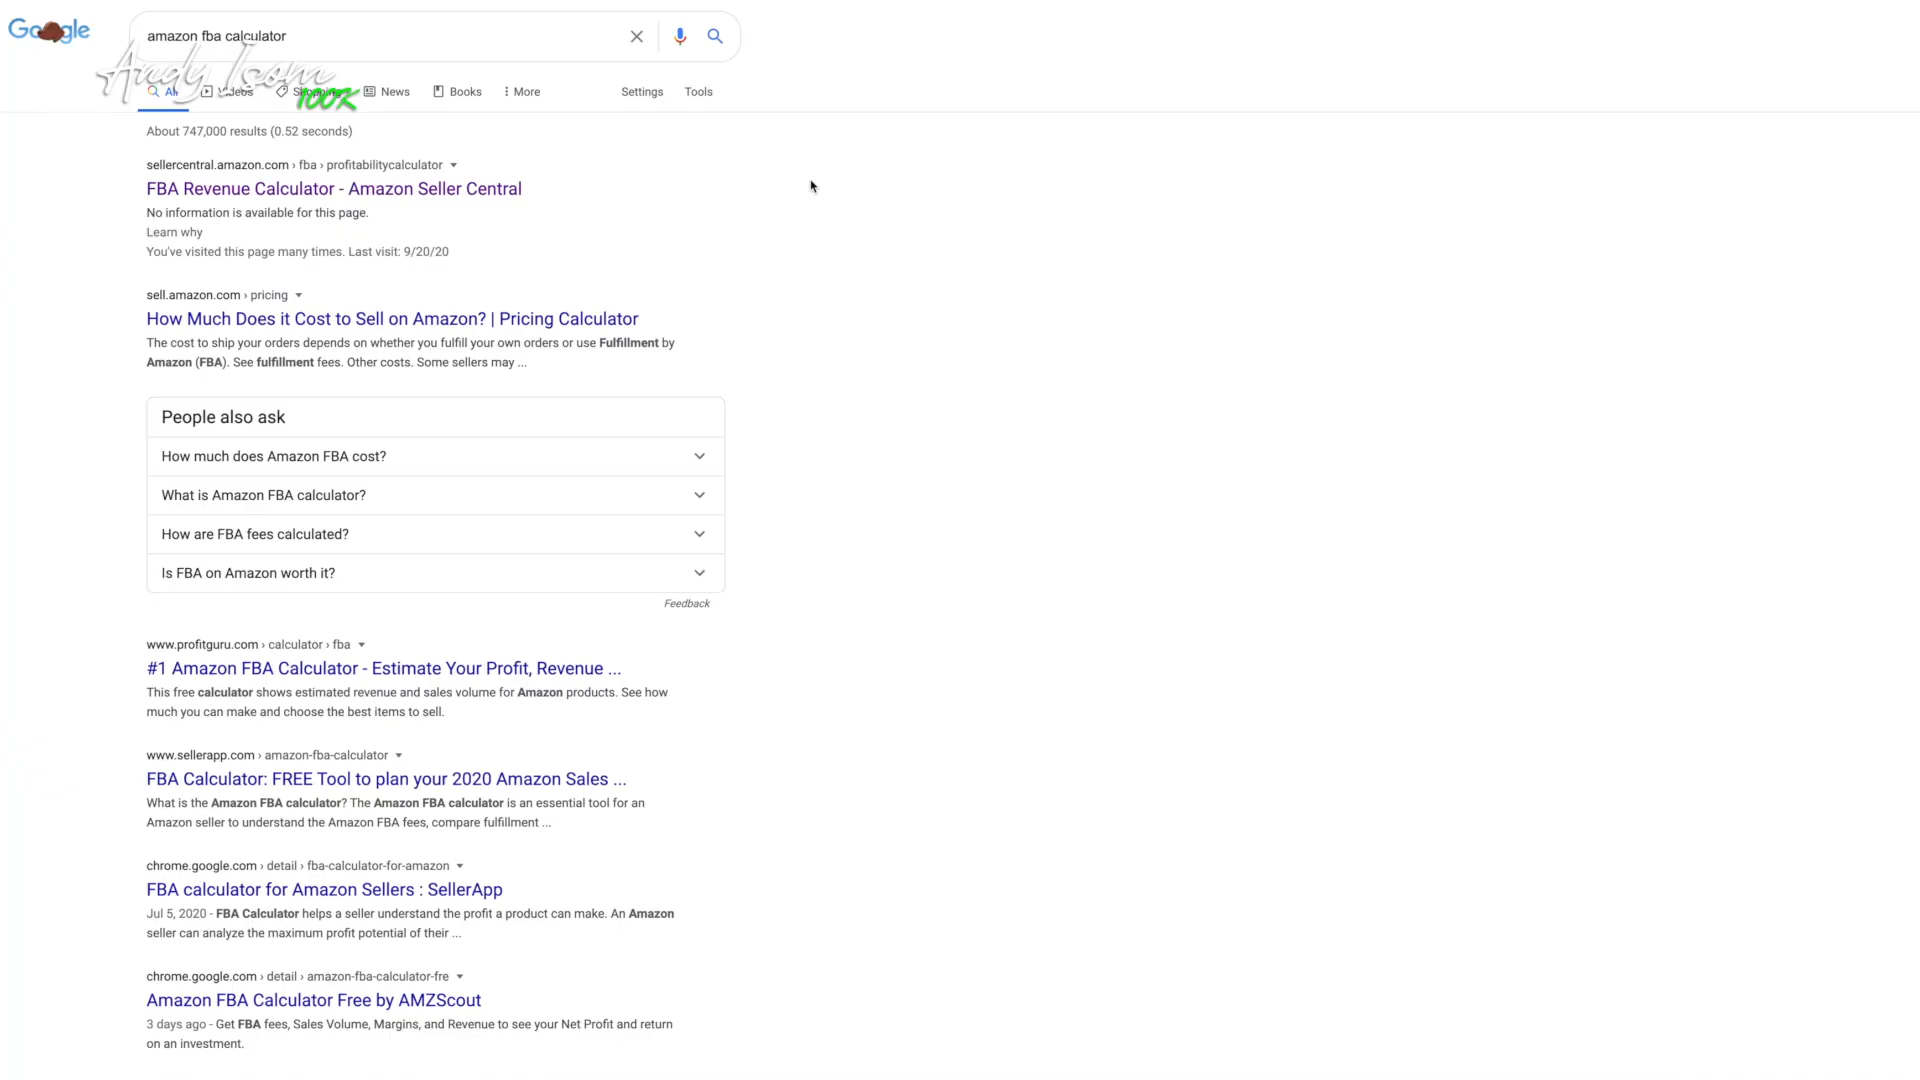 Google
amazon fba calculator
Andy Isom
100K
All
Videos
Shopping
News
Books
More
Settings
Tools
About 747,000 results (0.52 seconds)
sellercentral.amazon.com › fba › profitabilitycalculator
FBA Revenue Calculator - Amazon Seller Central
No information is available for this page.
Learn why
You've visited this page many times. Last visit: 9/20/20
sell.amazon.com › pricing
How Much Does it Cost to Sell on Amazon? | Pricing Calculator
The cost to ship your orders depends on whether you fulfill your own orders or use Fulfillment by
Amazon (FBA). See fulfillment fees. Other costs. Some sellers may ...
People also ask
How much does Amazon FBA cost?
What is Amazon FBA calculator?
How are FBA fees calculated?
Is FBA on Amazon worth it?
Feedback
www.profitguru.com › calculator › fba
#1 Amazon FBA Calculator - Estimate Your Profit, Revenue ...
This free calculator shows estimated revenue and sales volume for Amazon products. See how
much you can make and choose the best items to sell.
www.sellerapp.com › amazon-fba-calculator
FBA Calculator: FREE Tool to plan your 2020 Amazon Sales ...
What is the Amazon FBA calculator? The Amazon FBA calculator is an essential tool for an
Amazon seller to understand the Amazon FBA fees, compare fulfillment ...
chrome.google.com › detail › fba-calculator-for-amazon
FBA calculator for Amazon Sellers : SellerApp
Jul 5, 2020 - FBA Calculator helps a seller understand the profit a product can make. An Amazon
seller can analyze the maximum profit potential of their ...
chrome.google.com › detail › amazon-fba-calculator-fre
Amazon FBA Calculator Free by AMZScout
3 days ago - Get FBA fees, Sales Volume, Margins, and Revenue to see your Net Profit and return
on an investment.